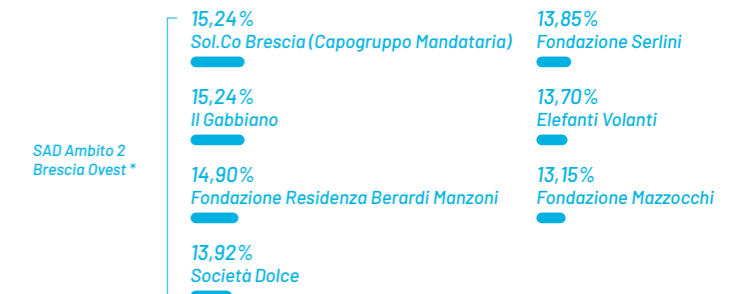 SAD Ambito 2
Brescia Ovest *
15,24%
Sol.Co Brescia (Capogruppo Mandataria)
15,24%
Il Gabbiano
14,90%
Fondazione Residenza Berardi Manzoni
13,92%
Società Dolce
13,85%
Fondazione Serlini
13,70%
Elefanti Volanti
13,15%
Fondazione Mazzocchi